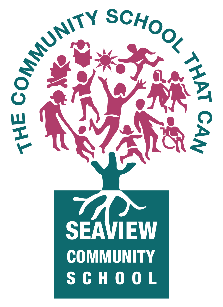 THE COMMUNITY SCHOOL THAT CAN
SEAVIEW
COMMUNITY
SCHOOL